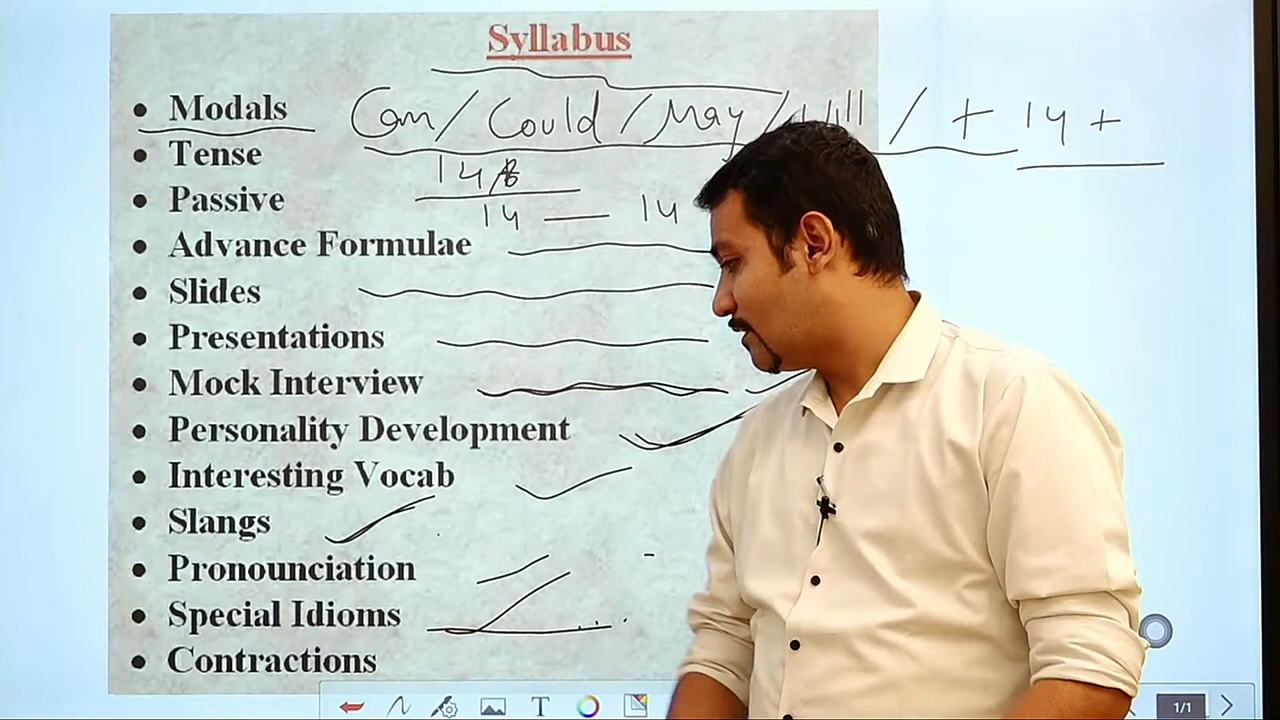 Syllabus
• Modals Can / Could / May / / + 14 +
• Tense
14
• Passive
14 — 14
• Advance Formulae
• Slides
• Presentations
• Mock Interview
• Personality Development
• Interesting Vocab
• Slangs
• Pronounciation
• Special Idioms
• Contractions
T
1/1